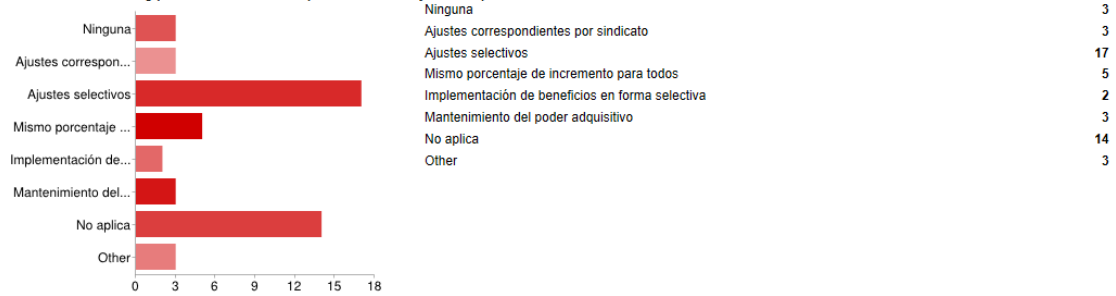 Ninguna
Ajustes correspon...
Ajustes selectivos
Mismo porcentaje ...
Implementación de...
Mantenimiento del...
No aplica
Other
0 3 6 9 12 15 18
Ninguna 3
Ajustes correspondientes por sindicato 3
Ajustes selectivos 17
Mismo porcentaje de incremento para todos 5
Implementación de beneficios en forma selectiva 2
Mantenimiento del poder adquisitivo 3
No aplica 14
Other 3